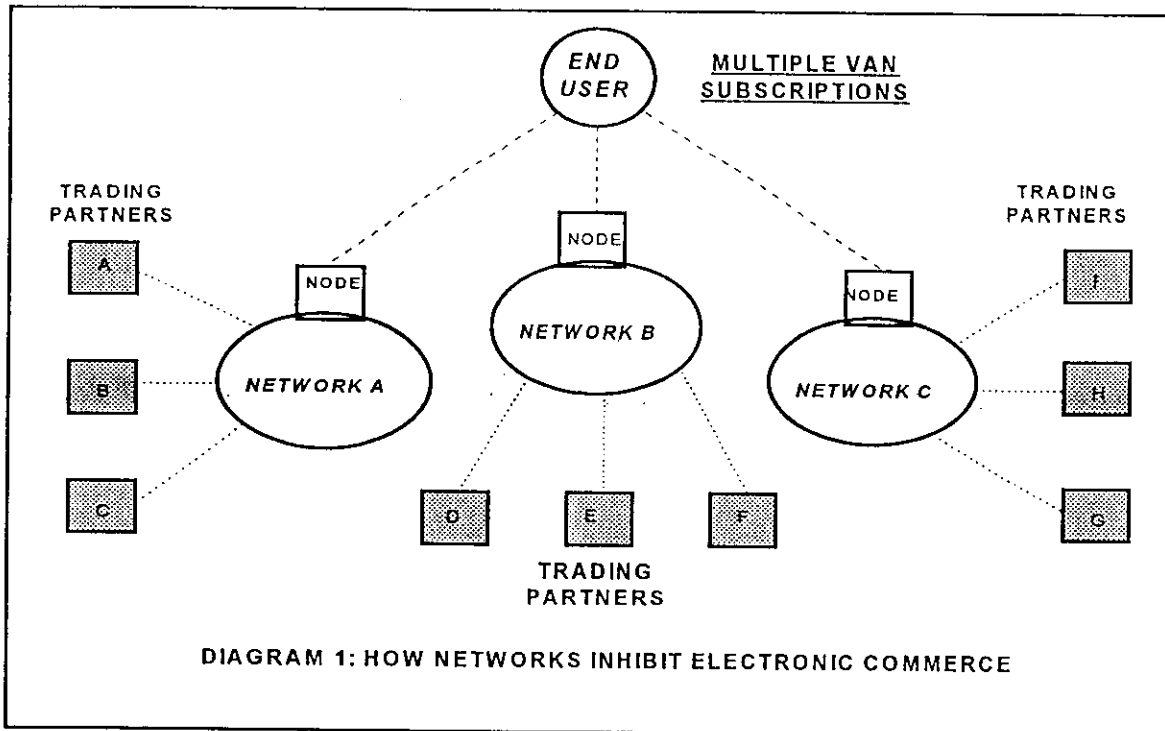 END
USER
MULTIPLE VAN
SUBSCRIPTIONS
TRADING
PARTNERS
TRADING
PARTNERS
NODE
NODE
NODE
A
B
C
I
H
G
NETWORK A
NETWORK B
NETWORK C
D
E
F
TRADING
PARTNERS
DIAGRAM 1: HOW NETWORKS INHIBIT ELECTRONIC COMMERCE